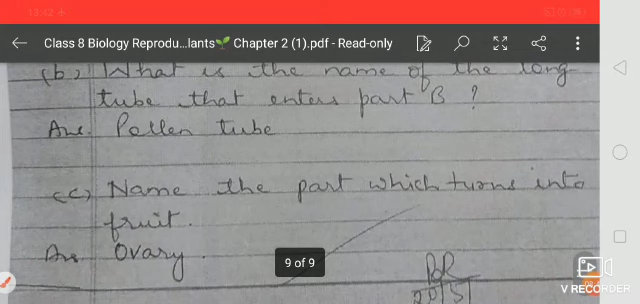 13:42
Class 8 Biology Reprodu...lants🌱 Chapter 2 (1).pdf - Read-only
(b) What is the name of the long
tube that enters part B ?
Ans. Pollen tube
(c) Name the part which turns into
fruit.
Ans. Ovary.
9 of 9
V RECORDER